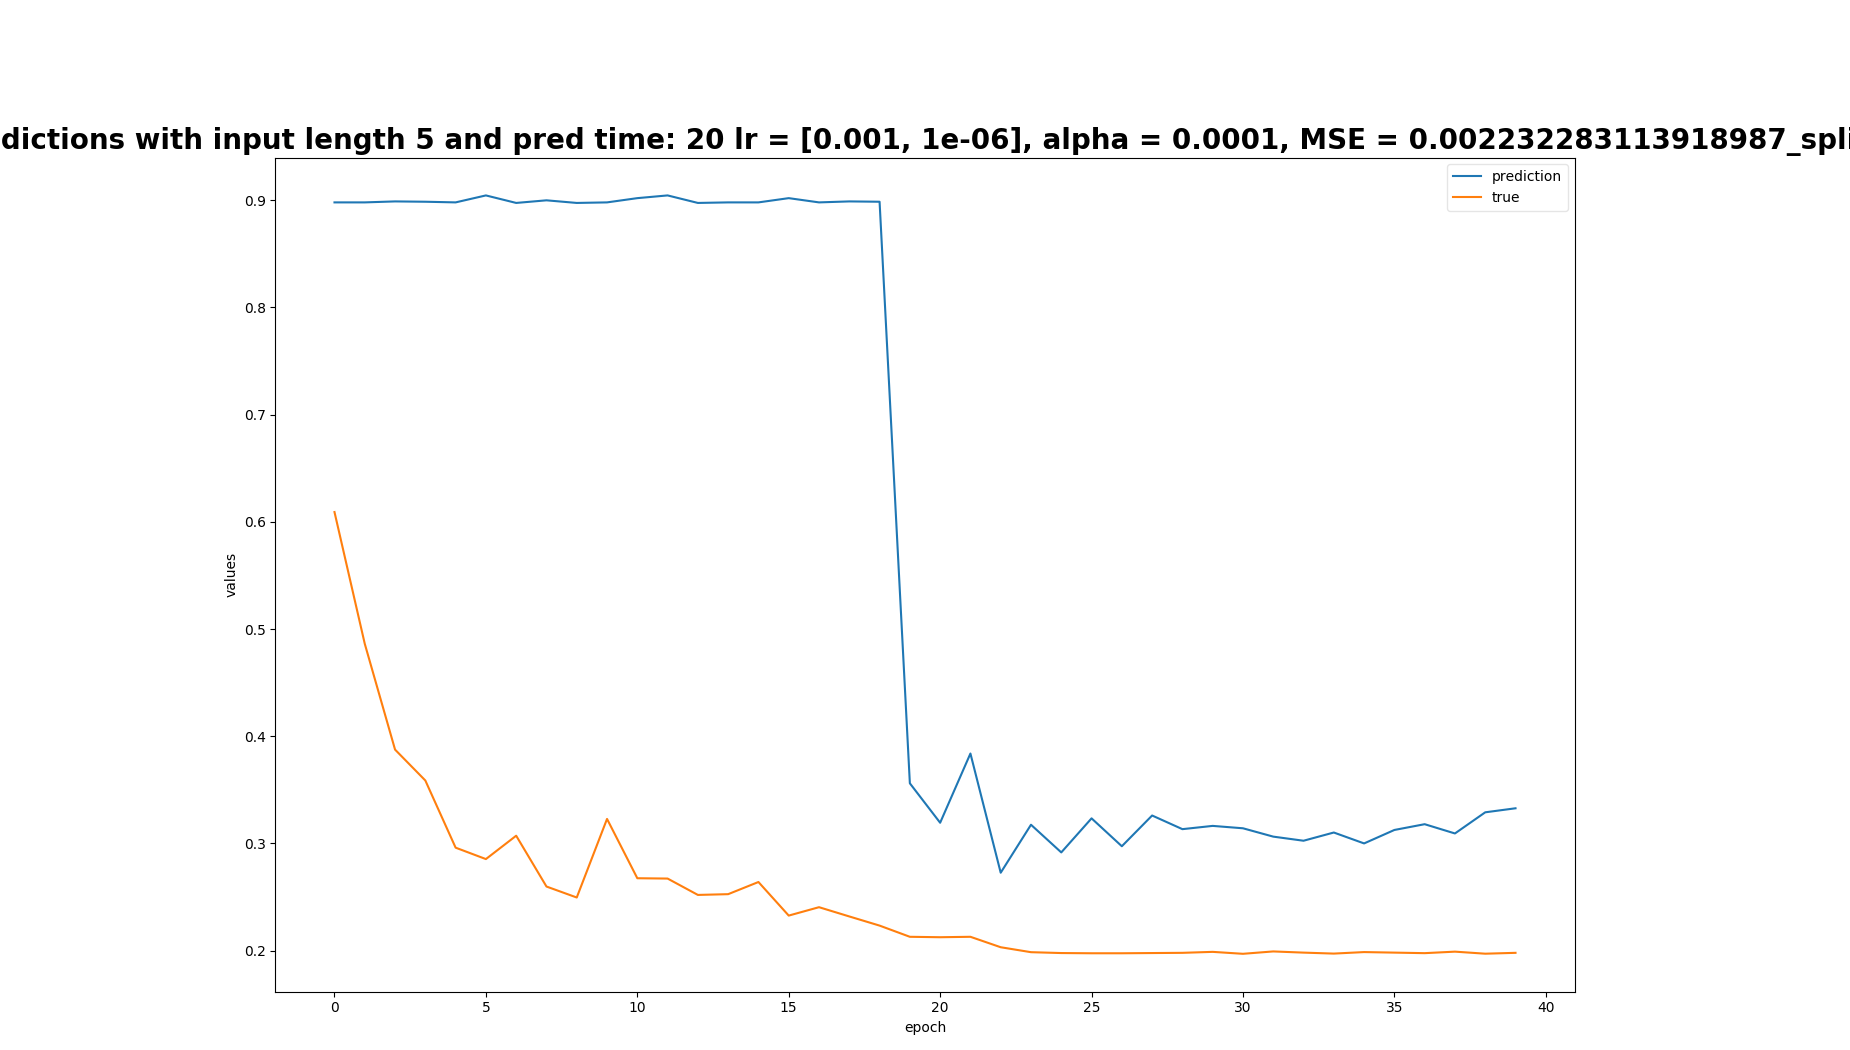 dictions with input length 5 and pred time: 20 lr = [0.001, 1e-06], alpha = 0.0001, MSE = 0.002232283113918987_spli
prediction
true
0.9
0.8
0.7
0.6
0.5
0.4
0.3
0.2
values
0 5 10 15 20 25 30 35 40
epoch